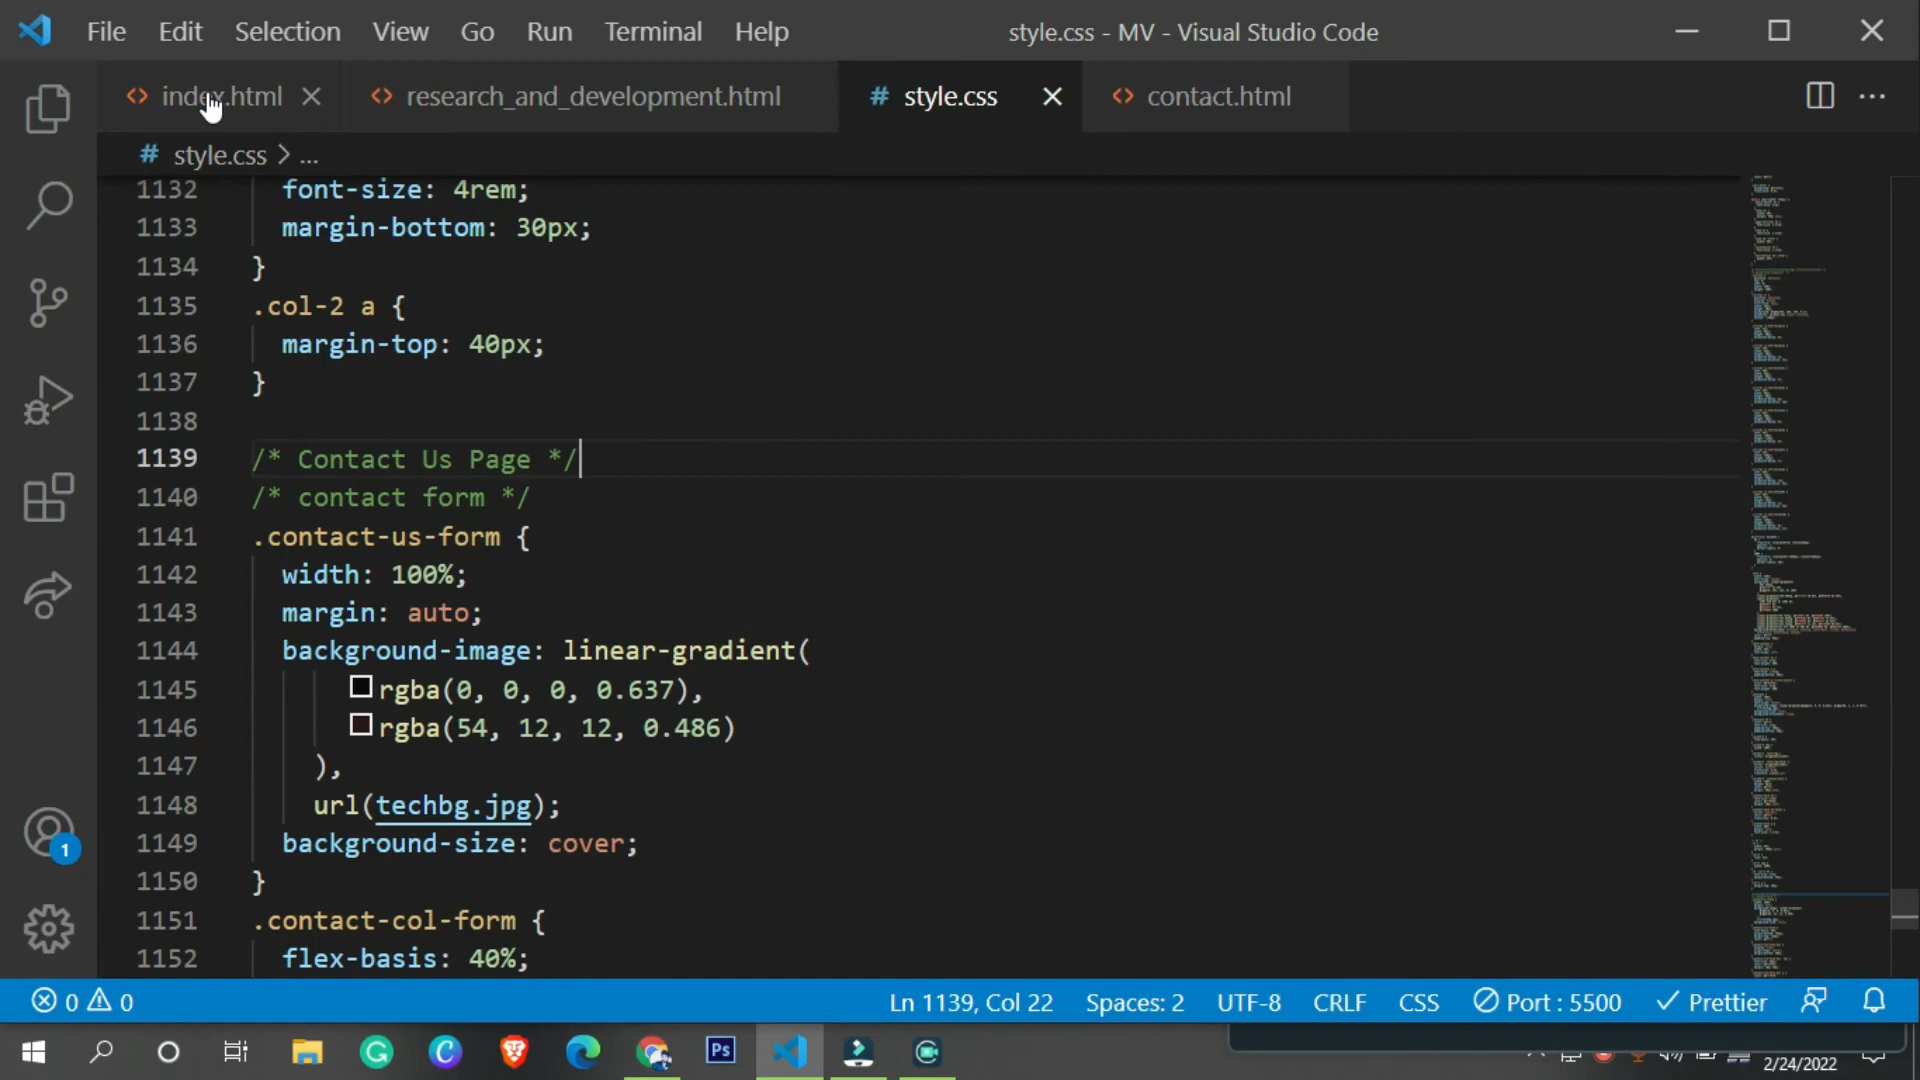 File Edit Selection View Go Run Terminal Help style.css - MV - Visual Studio Code
index.html research_and_development.html # style.css contact.html
# style.css > ...
1132 font-size: 4rem;
1133 margin-bottom: 30px;
1134 }
1135 .col-2 a {
1136 margin-top: 40px;
1137 }
1138
1139 /* Contact Us Page */
1140 /* contact form */
1141 .contact-us-form {
1142 width: 100%;
1143 margin: auto;
1144 background-image: linear-gradient(
1145 rgba(0, 0, 0, 0.637),
1146 rgba(54, 12, 12, 0.486)
1147 ),
1148 url(techbg.jpg);
1149 background-size: cover;
1150 }
1151 .contact-col-form {
1152 flex-basis: 40%;
1
0 0 Ln 1139, Col 22 Spaces: 2 UTF-8 CRLF CSS Port : 5500 Prettier
Ps
2/24/2022